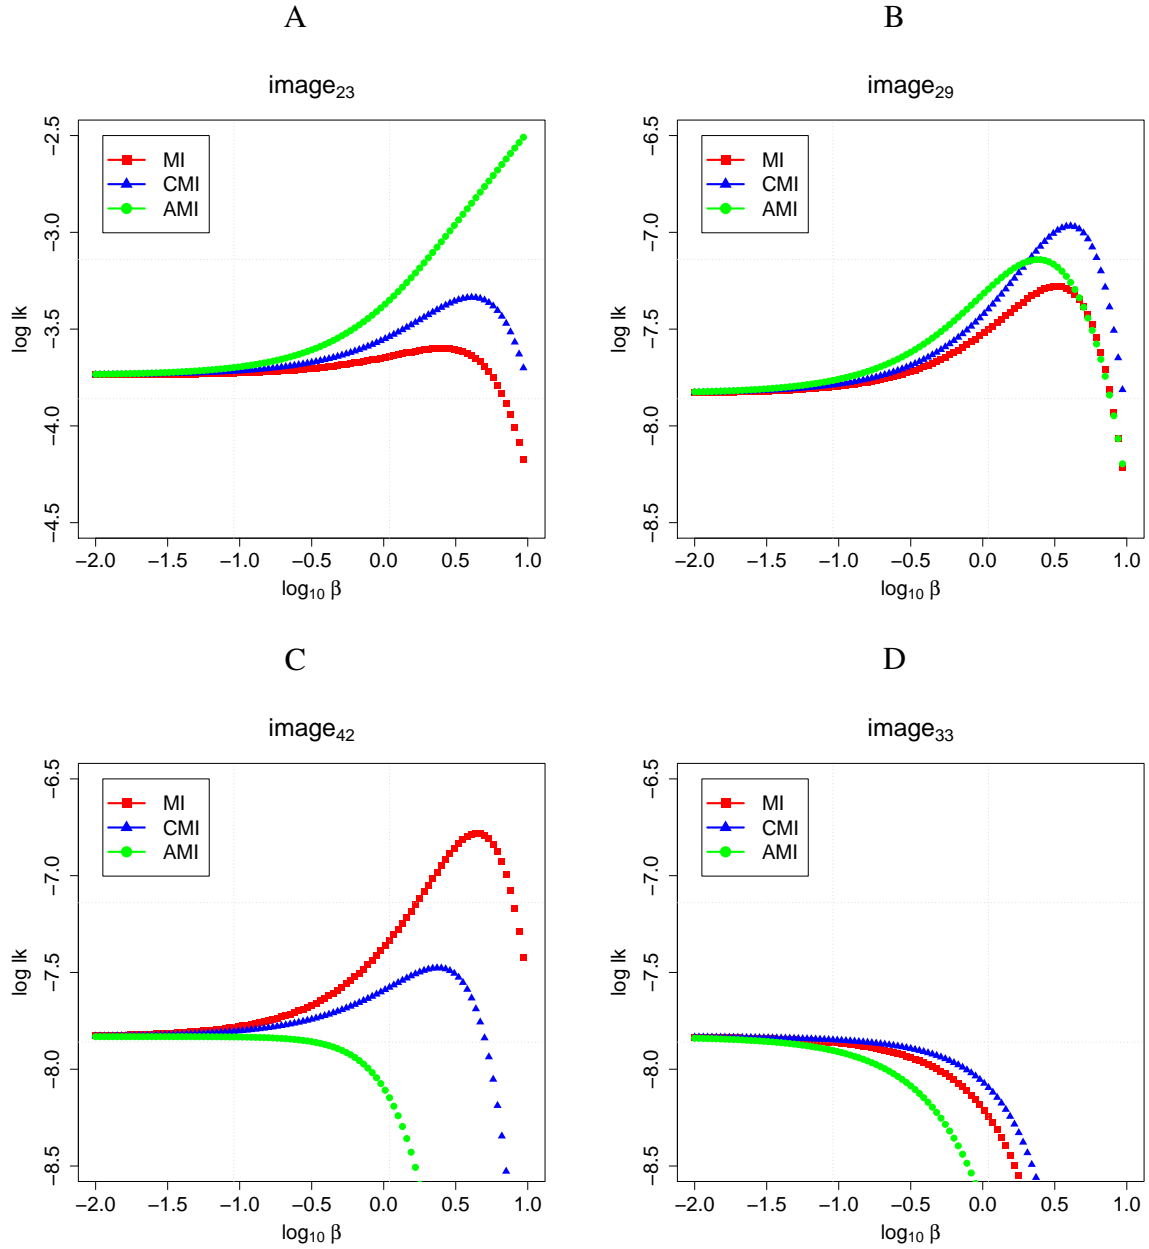 A
image₂₃
−2.5
−3.0
−3.5
−4.0
−4.5
log lk
MI
CMI
AMI
−2.0 −1.5 −1.0 −0.5 0.0 0.5 1.0
log₁₀ β
B
image₂₉
−6.5
−7.0
−7.5
−8.0
−8.5
log lk
MI
CMI
AMI
−2.0 −1.5 −1.0 −0.5 0.0 0.5 1.0
log₁₀ β
C
image₄₂
−6.5
−7.0
−7.5
−8.0
−8.5
log lk
MI
CMI
AMI
−2.0 −1.5 −1.0 −0.5 0.0 0.5 1.0
log₁₀ β
D
image₃₃
−6.5
−7.0
−7.5
−8.0
−8.5
log lk
MI
CMI
AMI
−2.0 −1.5 −1.0 −0.5 0.0 0.5 1.0
log₁₀ β